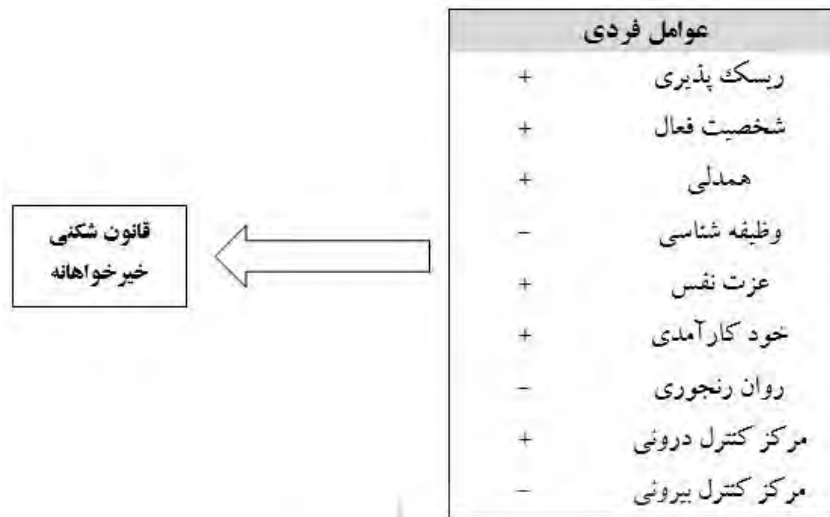 عوامل فردی
ریسک پذیری +
شخصیت فعال +
همدلی +
وظیفه شناسی −
عزت نفس +
خود کارآمدی +
روان رنجوری −
مرکز کنترل درونی +
مرکز کنترل بیرونی −
قانون شکنی
خیرخواهانه